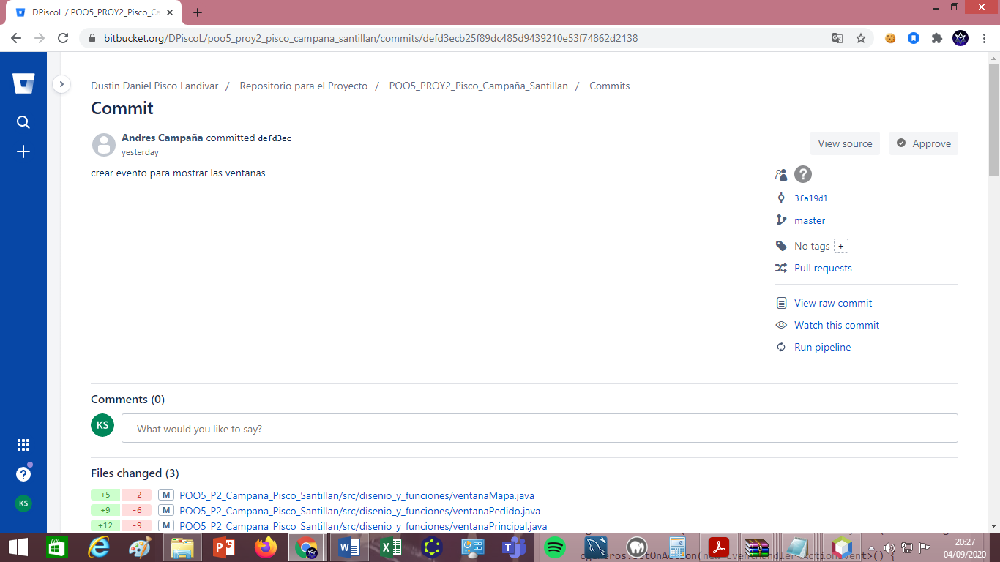 DPiscoL / POO5_PROY2_Pisco_Ca
bitbucket.org/DPiscoL/poo5_proy2_pisco_campana_santillan/commits/defd3ecb25f89dc485d9439210e53f74862d2138
Dustin Daniel Pisco Landivar / Repositorio para el Proyecto / POO5_PROY2_Pisco_Campaña_Santillan / Commits
Commit
Andres Campaña committed defd3ec
yesterday
View source
Approve
crear evento para mostrar las ventanas
?
3fa19d1
master
No tags +
Pull requests
View raw commit
Watch this commit
Run pipeline
Comments (0)
KS
What would you like to say?
Files changed (3)
+5 -2 M POO5_P2_Campana_Pisco_Santillan/src/disenio_y_funciones/ventanaMapa.java
+9 -6 M POO5_P2_Campana_Pisco_Santillan/src/disenio_y_funciones/ventanaPedido.java
+12 -9 M POO5_P2_Campana_Pisco_Santillan/src/disenio_y_funciones/ventanaPrincipal.java
KS
20:27
04/09/2020